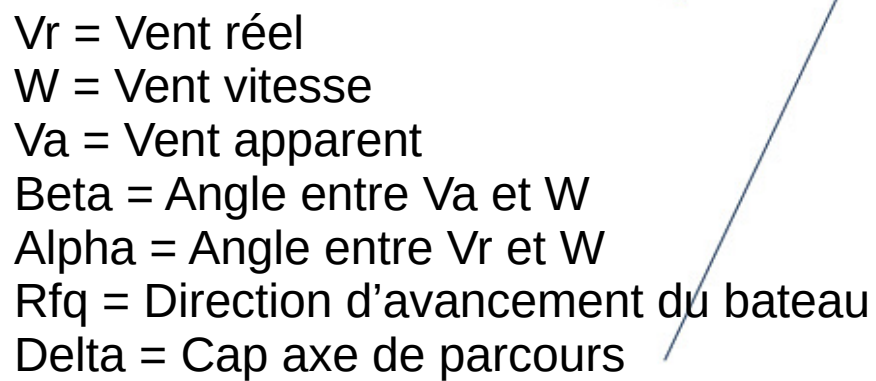 Vr = Vent réel
W = Vent vitesse
Va = Vent apparent
Beta = Angle entre Va et W
Alpha = Angle entre Vr et W
Rfq = Direction d’avancement du bateau
Delta = Cap axe de parcours